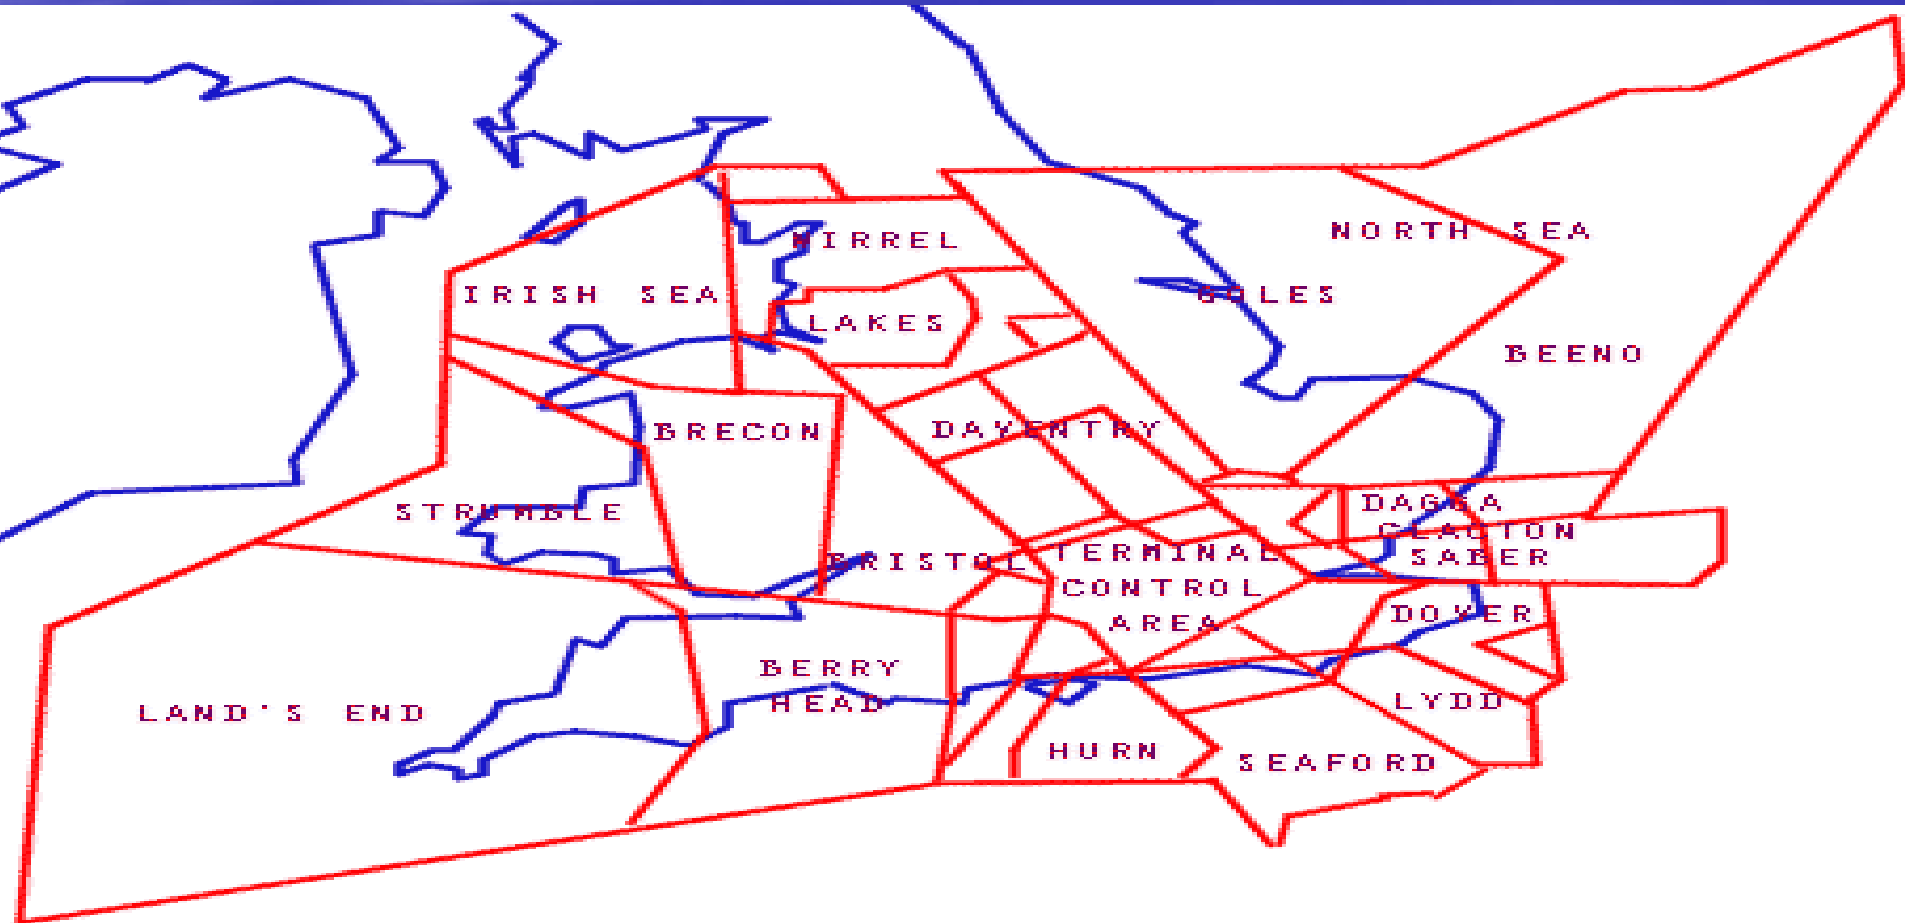 NORTH SEA
WIRREL
IRISH SEA
GOLES
LAKES
BEENO
BRECON
DAVENTRY
STRUMBLE
DAGGA
CLACTON
SABER
BRISTOL
TERMINAL
CONTROL
AREA
DOVER
BERRY
HEAD
LAND'S END
LYDD
HURN
SEAFORD